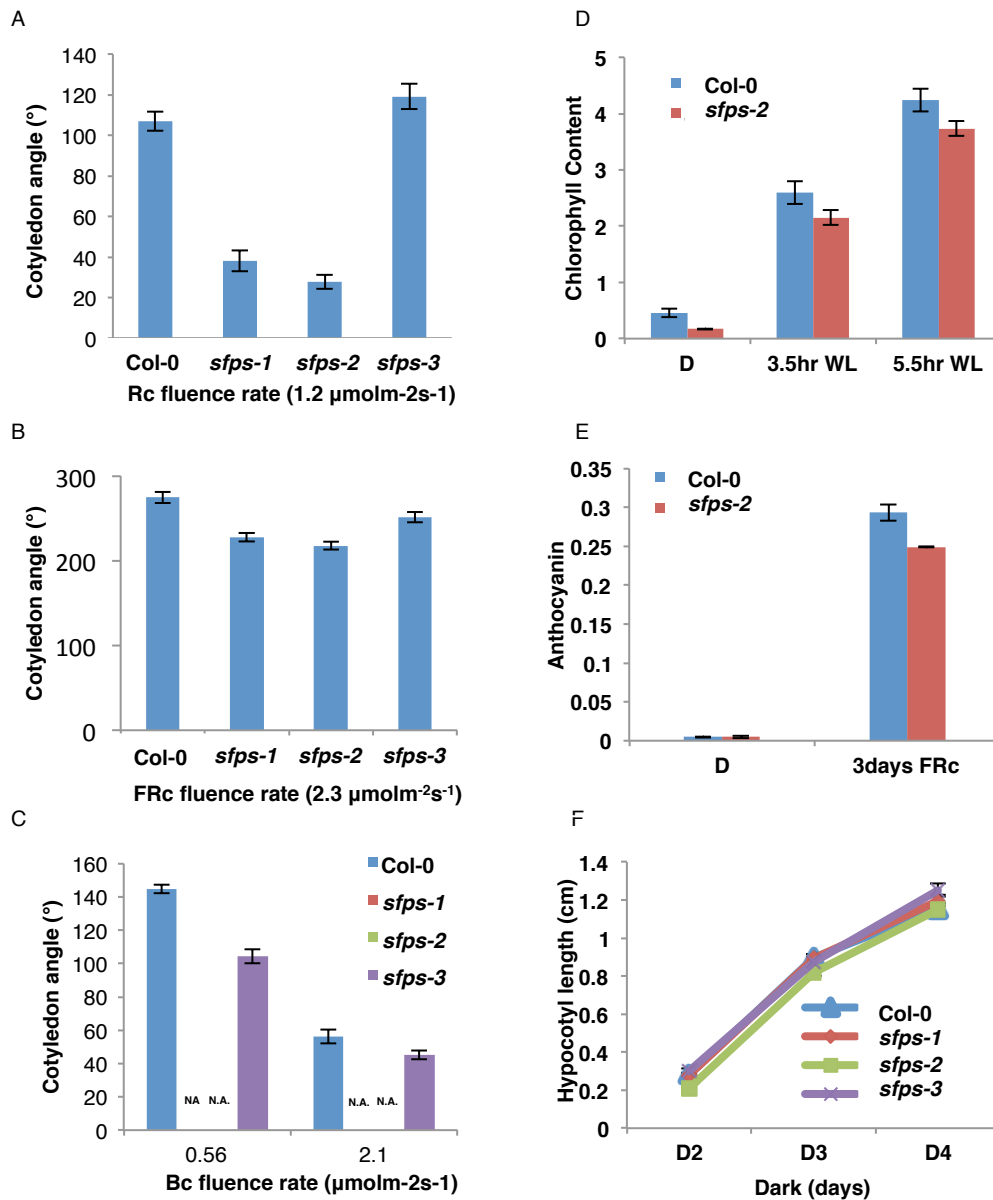 A
Cotyledon angle (°)
140
120
100
80
60
40
20
0
Col-0 sfps-1 sfps-2 sfps-3
Rc fluence rate (1.2 µmolm-2s-1)
B
Cotyledon angle (°)
300
200
100
0
Col-0 sfps-1 sfps-2 sfps-3
FRc fluence rate (2.3 µmolm-2s-1)
C
Cotyledon angle (°)
160
140
120
100
80
60
40
20
0
Col-0
sfps-1
sfps-2
sfps-3
NA N.A. N.A. N.A.
0.56 2.1
Bc fluence rate (µmolm-2s-1)
D
Chlorophyll Content
5
4
3
2
1
0
Col-0
sfps-2
D 3.5hr WL 5.5hr WL
E
Anthocyanin
0.35
0.3
0.25
0.2
0.15
0.1
0.05
0
Col-0
sfps-2
D 3days FRc
F
Hypocotyl length (cm)
1.4
1.2
1
0.8
0.6
0.4
0.2
0
Col-0
sfps-1
sfps-2
sfps-3
D2 D3 D4
Dark (days)